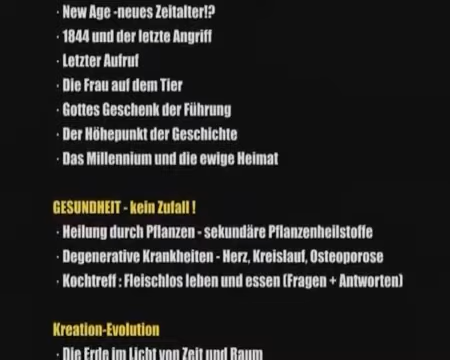 · New Age -neues Zeitalter!?
· 1844 und der letzte Angriff
· Letzter Aufruf
· Die Frau auf dem Tier
· Gottes Geschenk der Führung
· Der Höhepunkt der Geschichte
· Das Millennium und die ewige Heimat
GESUNDHEIT - kein Zufall !
· Heilung durch Pflanzen - sekundäre Pflanzenheilstoffe
· Degenerative Krankheiten - Herz, Kreislauf, Osteoporose
· Kochtreff : Fleischlos leben und essen (Fragen + Antworten)
Kreation-Evolution
· Die Erde im Licht von Zeit und Raum